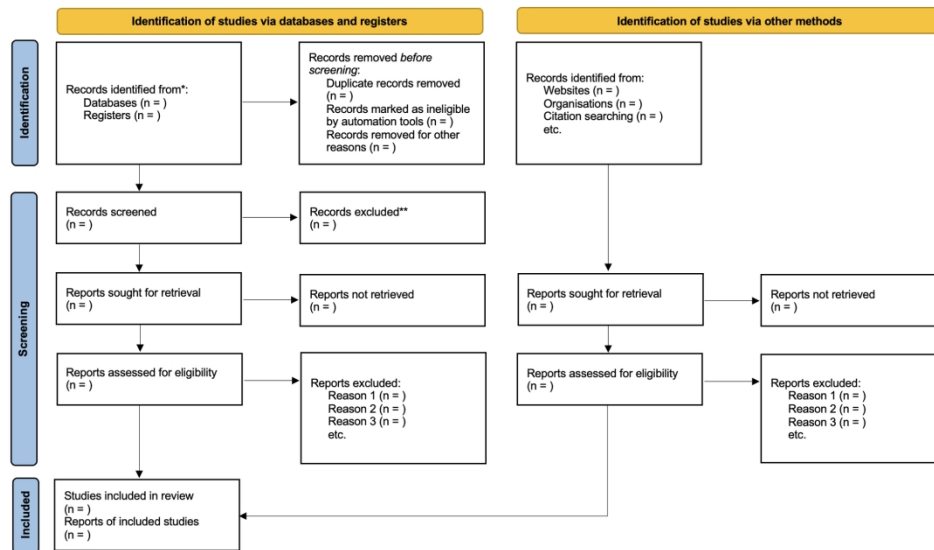 Identification of studies via databases and registers
Identification of studies via other methods
Identification
Records identified from*:
Databases (n = )
Registers (n = )
Records removed before
screening:
Duplicate records removed
(n = )
Records marked as ineligible
by automation tools (n = )
Records removed for other
reasons (n = )
Records identified from:
Websites (n = )
Organisations (n = )
Citation searching (n = )
etc.
Screening
Records screened
(n = )
Records excluded**
(n = )
Reports sought for retrieval
(n = )
Reports not retrieved
(n = )
Reports sought for retrieval
(n = )
Reports not retrieved
(n = )
Reports assessed for eligibility
(n = )
Reports excluded:
Reason 1 (n = )
Reason 2 (n = )
Reason 3 (n = )
etc.
Reports assessed for eligibility
(n = )
Reports excluded:
Reason 1 (n = )
Reason 2 (n = )
Reason 3 (n = )
etc.
Included
Studies included in review
(n = )
Reports of included studies
(n = )